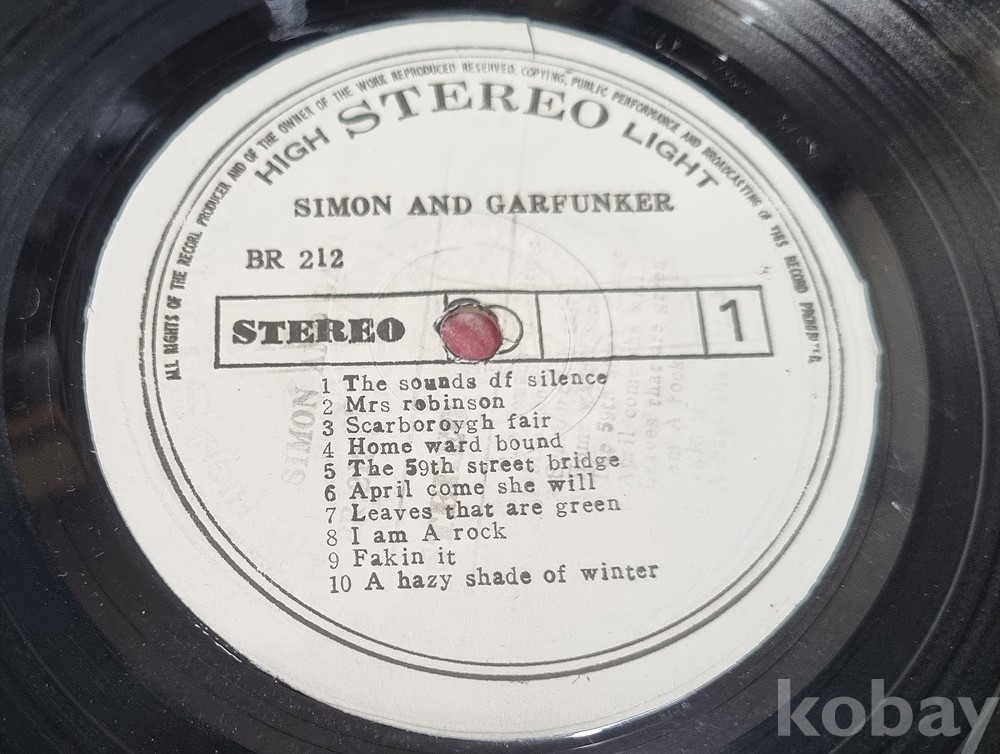 ALL RIGHTS OF THE RECORD PRODUCER AND OF THE OWNER OF THE WORK REPRODUCED RESERVED COPYING, PUBLIC PERFORMANCE AND BROADCASTING OF THIS RECORD
HIGH STEREO LIGHT
SIMON AND GARFUNKER
BR 212
STEREO 1
1 The sounds df silence
2 Mrs robinson
3 Scarboroygh fair
4 Home ward bound
5 The 59th street bridge
6 April come she will
7 Leaves that are green
8 I am A rock
9 Fakin it
10 A hazy shade of winter
kobay